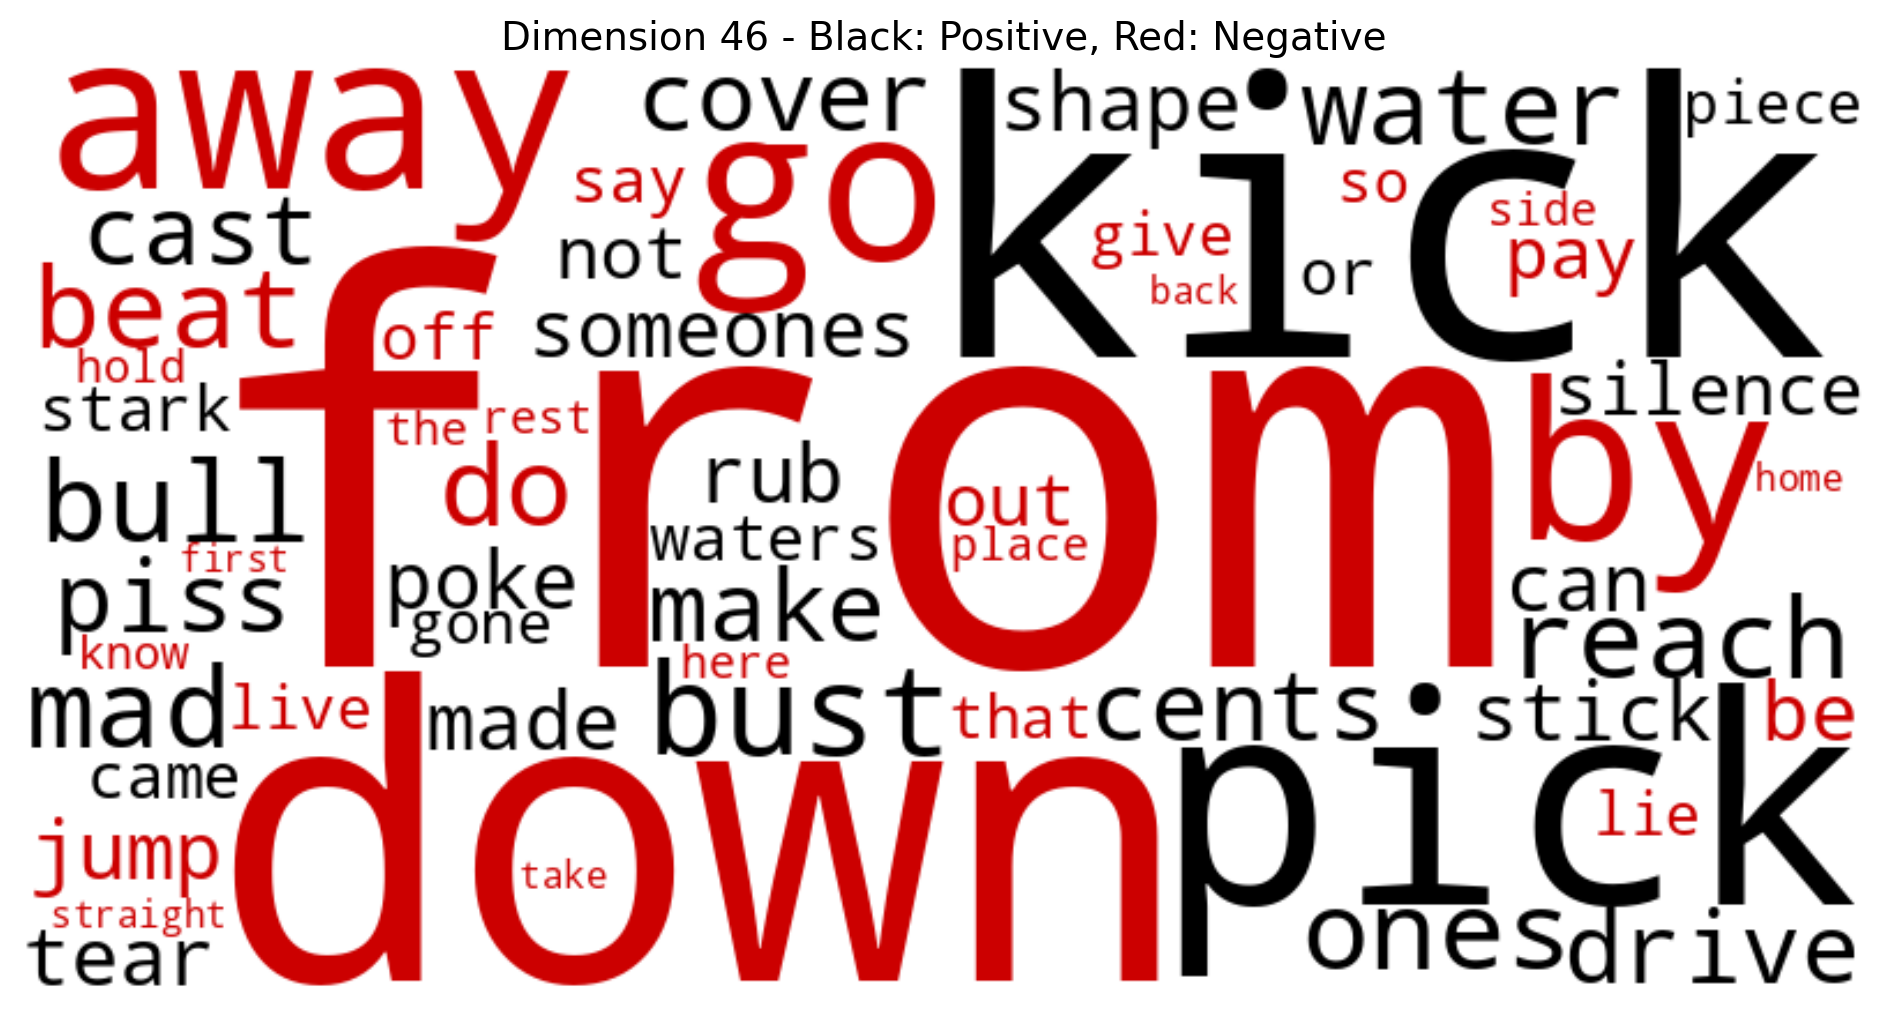 Dimension 46 - Black: Positive, Red: Negative
away cover shape water piece
kick
go
say so side
cast not give pay
back or
beat off someones
hold silence
stark the rest by
from
do rub out home
bull waters place
first
piss poke make can
gone reach
know here
mad live made bust that cents stick be
came down pick
jump lie
take
straight
tear ones drive